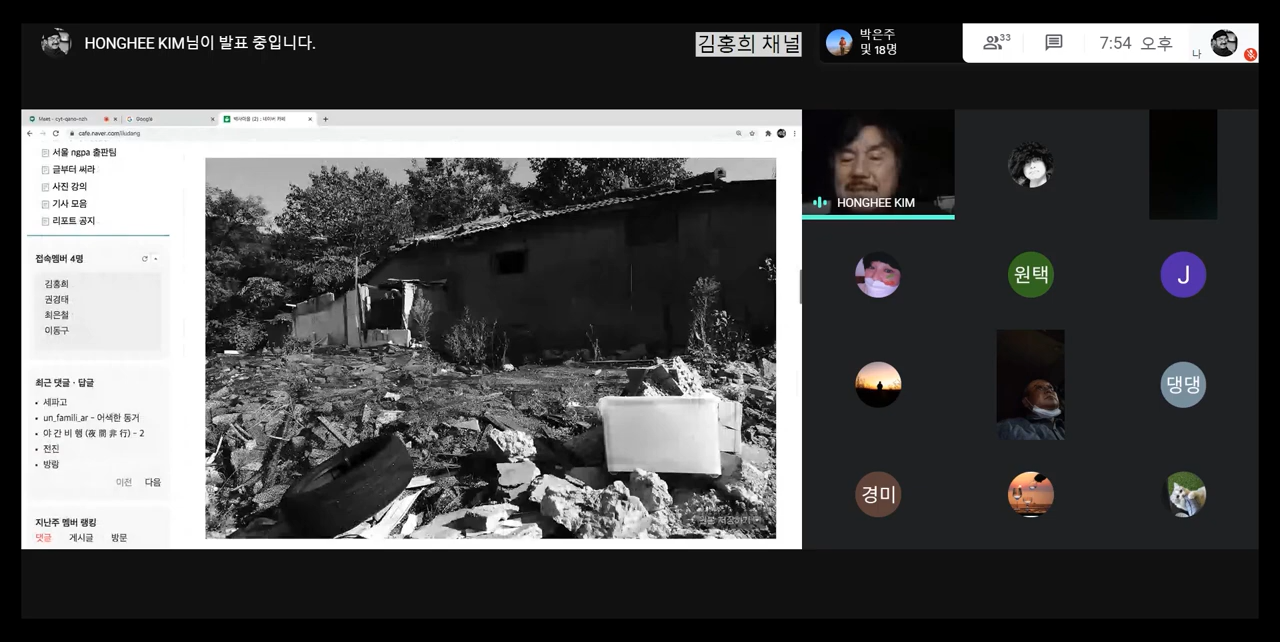 HONGHEE KIM님이 발표 중입니다.
김홍희 채널
박은주
및 18명
33
7:54 오후
나
Meet - cyt-qano-nzh
Google
cafe.naver.com/iludang
서울 ngpa 출판팀
글부터 써라
사진 강의
기사 모음
리포트 공지
접속멤버 4명
김홍희
권경태
최은철
이동구
최근 댓글 · 답글
세파고
un_famili_ar - 어색한 동거
야 간 비 행 (夜 間 非 行) - 2
전진
방랑
이전 다음
지난주 멤버 랭킹
댓글 게시글 방문
HONGHEE KIM
원택
J
댕댕
경미